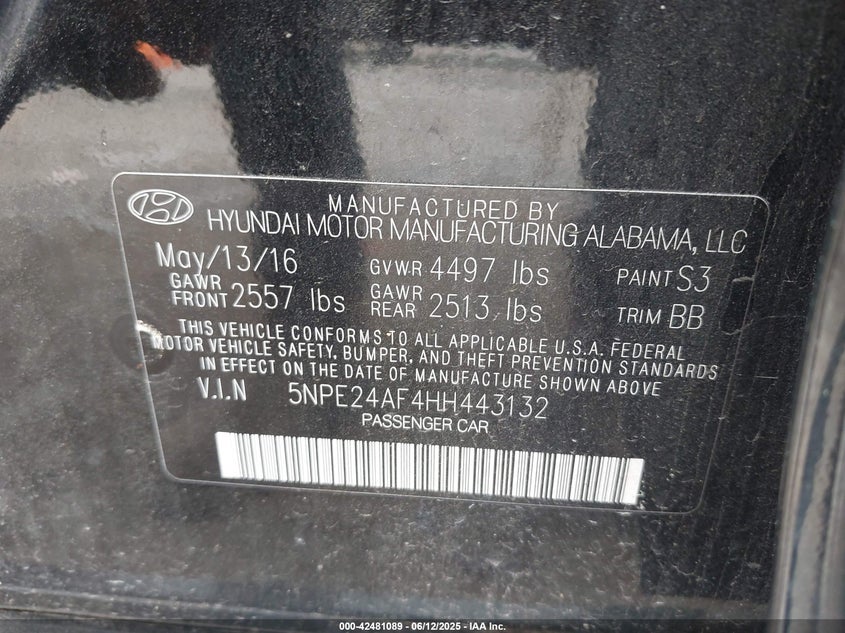 MANUFACTURED BY
HYUNDAI MOTOR MANUFACTURING ALABAMA, LLC
May/13/16 GVWR 4497 lbs PAINT S3
GAWR FRONT 2557 lbs GAWR REAR 2513 lbs TRIM BB
THIS VEHICLE CONFORMS TO ALL APPLICABLE U.S.A. FEDERAL
MOTOR VEHICLE SAFETY, BUMPER, AND THEFT PREVENTION STANDARDS
IN EFFECT ON THE DATE OF MANUFACTURE SHOWN ABOVE
V.I.N 5NPE24AF4HH443132
PASSENGER CAR
000-42481089 - 06/12/2025 - IAA Inc.